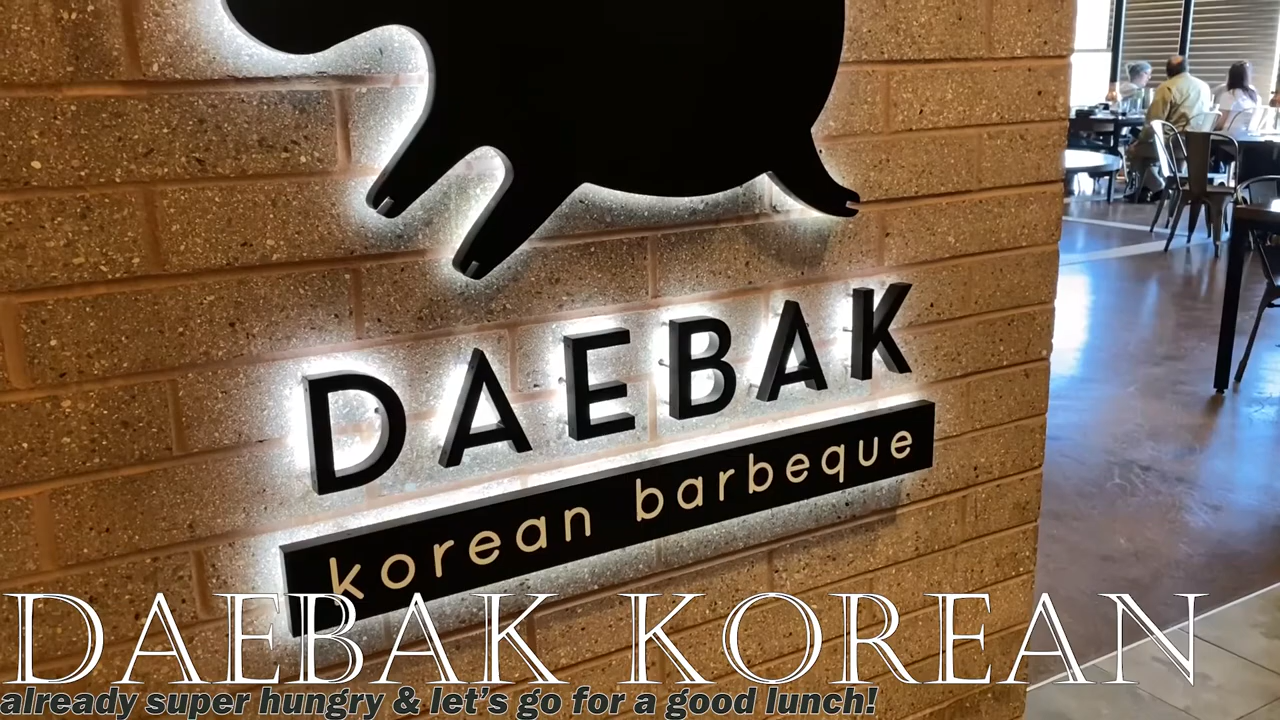 DAEBAK
korean barbeque
DAEBAK KOREAN
already super hungry & let's go for a good lunch!